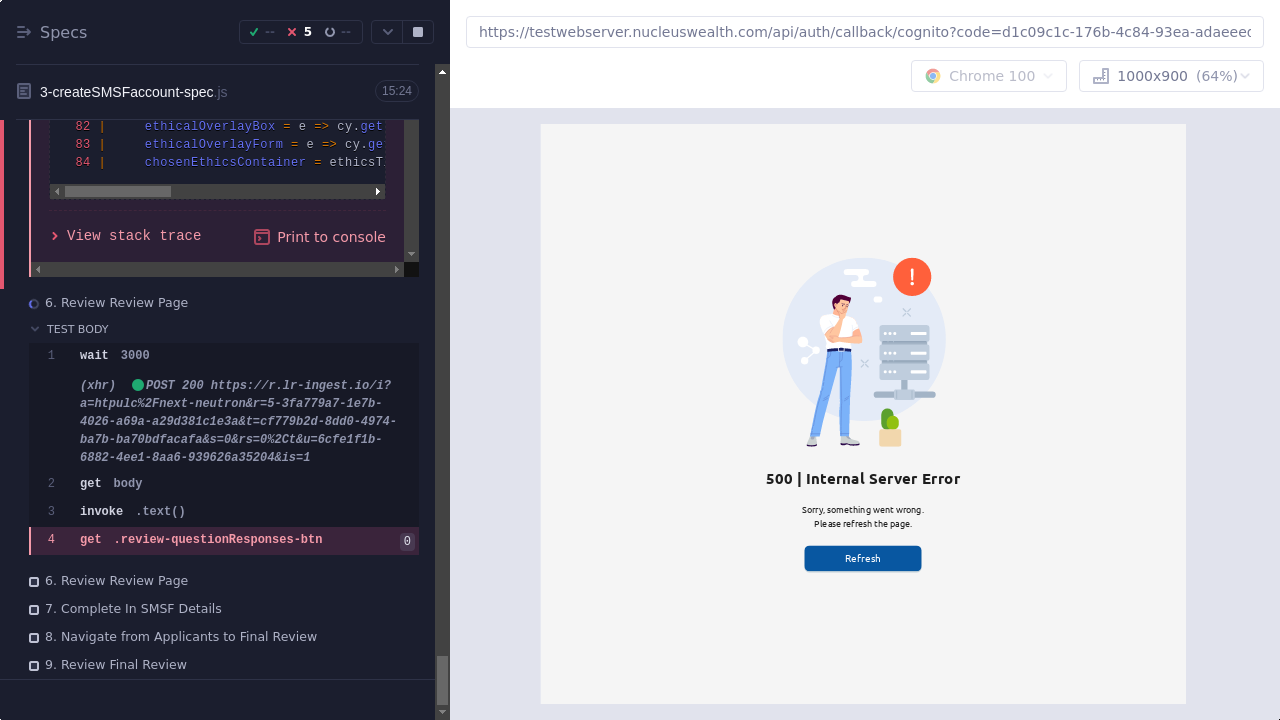 Specs
-- 5 --
3-createSMSFaccount-spec.js
15:24
82 | ethicalOverlayBox = e => cy.get
83 | ethicalOverlayForm = e => cy.ge
84 | chosenEthicsContainer = ethicsT
View stack trace
Print to console
6. Review Review Page
TEST BODY
1 wait 3000
(xhr) POST 200 https://r.lr-ingest.io/i?
a=htpulc%2Fnext-neutron&r=5-3fa779a7-1e7b-
4026-a69a-a29d381c1e3a&t=cf779b2d-8dd0-4974-
ba7b-ba70bdfacafa&s=0&rs=0%2Ct&u=6cfe1f1b-
6882-4ee1-8aa6-939626a35204&is=1
2 get body
3 invoke .text()
4 get .review-questionResponses-btn 0
6. Review Review Page
7. Complete In SMSF Details
8. Navigate from Applicants to Final Review
9. Review Final Review
https://testwebserver.nucleuswealth.com/api/auth/callback/cognito?code=d1c09c1c-176b-4c84-93ea-adaeeec
Chrome 100
1000x900 (64%)
!
500 | Internal Server Error
Sorry, something went wrong.
Please refresh the page.
Refresh